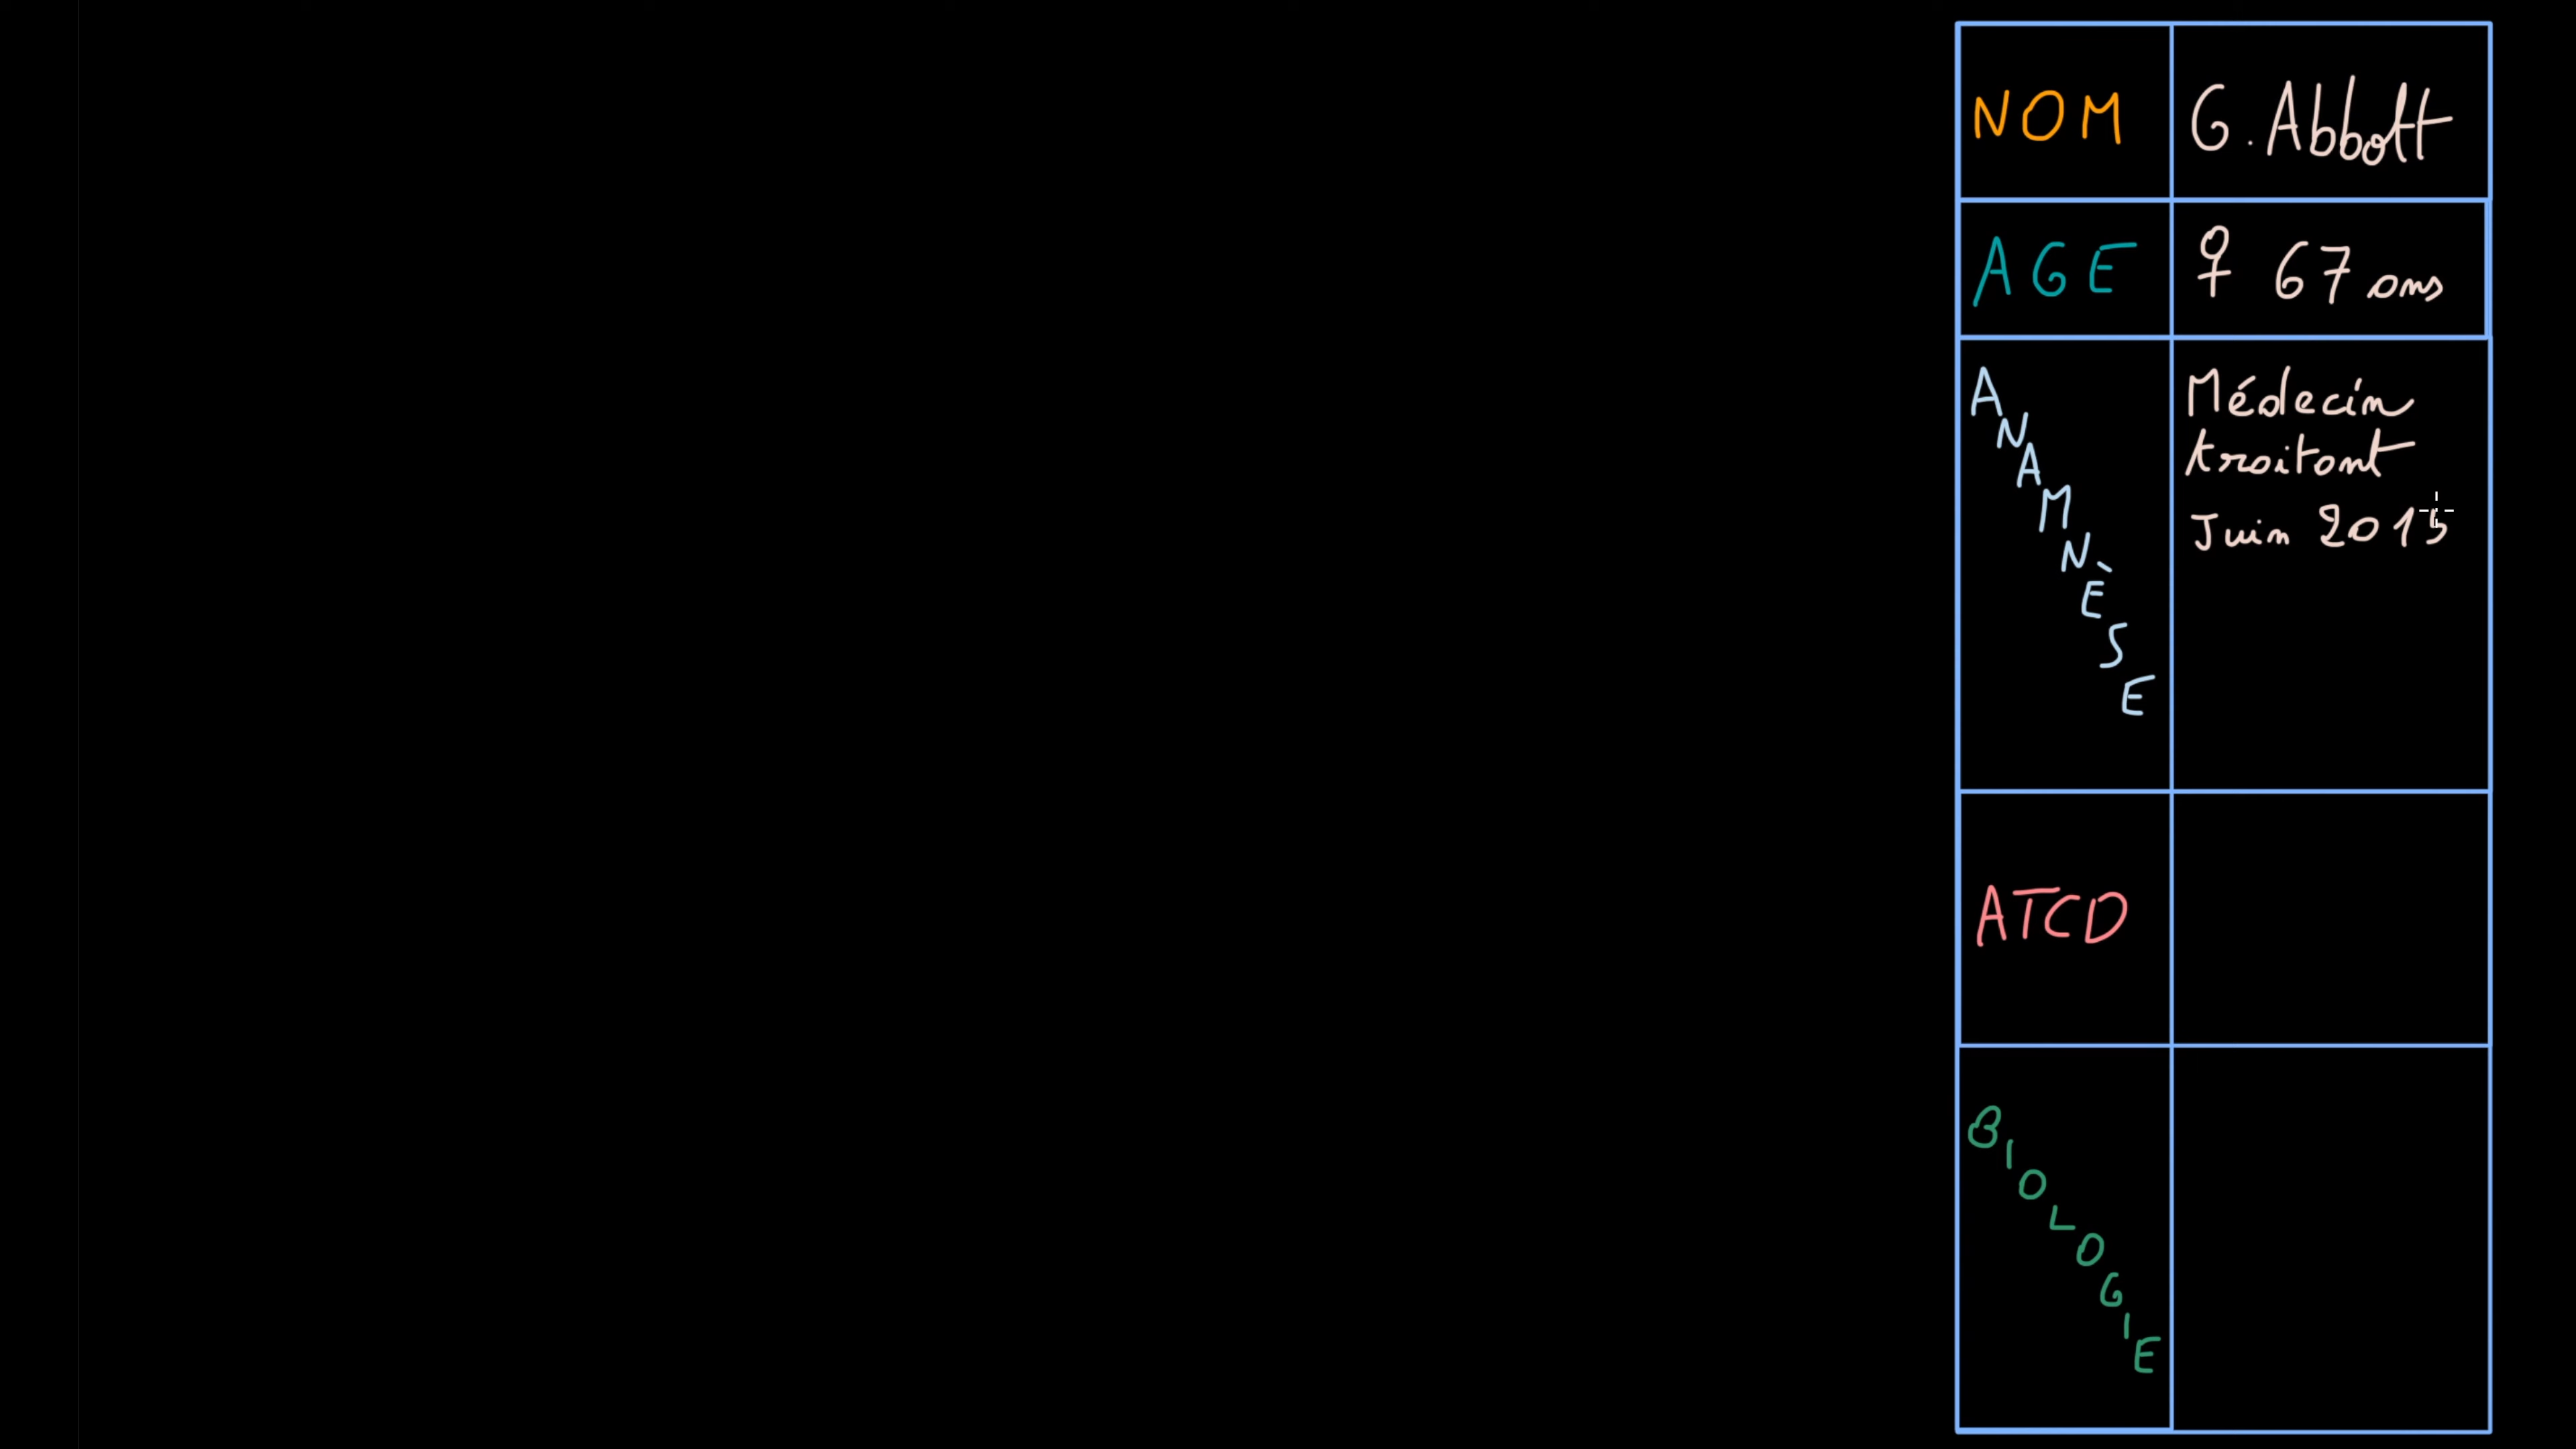 NOM G. Abbott
AGE ♀ 67 ans
ANAMNÈSE Médecin
traitant
Juin 2015
ATCD
BIOLOGIE